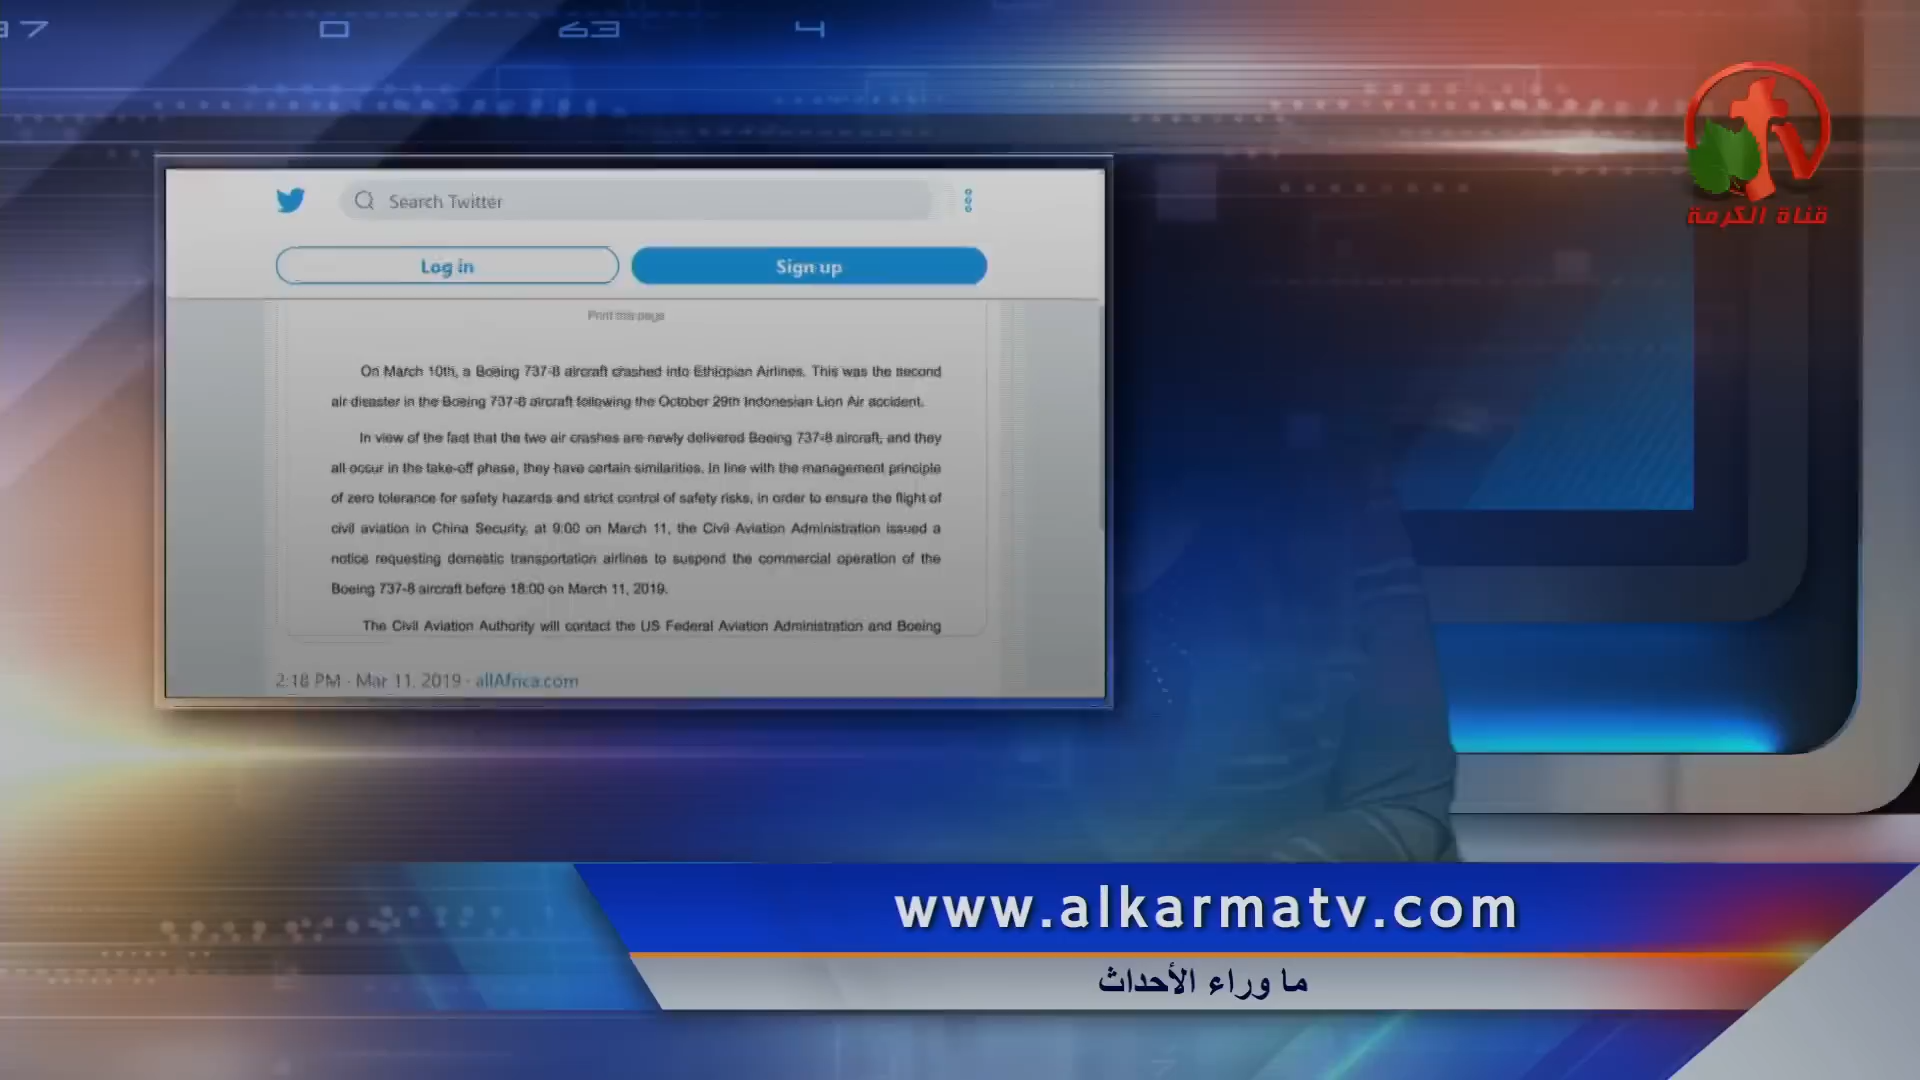 37 0 63 4
قناة الكرمة
Search Twitter
Log in Sign up
Print this page
On March 10th, a Boeing 737-8 aircraft crashed into Ethiopian Airlines. This was the second
air disaster in the Boeing 737-8 aircraft following the October 29th Indonesian Lion Air accident.
In view of the fact that the two air crashes are newly delivered Boeing 737-8 aircraft, and they
all occur in the take-off phase, they have certain similarities. In line with the management principle
of zero tolerance for safety hazards and strict control of safety risks, in order to ensure the flight of
civil aviation in China Security, at 9:00 on March 11, the Civil Aviation Administration issued a
notice requesting domestic transportation airlines to suspend the commercial operation of the
Boeing 737-8 aircraft before 18:00 on March 11, 2019.
The Civil Aviation Authority will contact the US Federal Aviation Administration and Boeing
2:18 PM · Mar 11, 2019 · allAfrica.com
www.alkarmatv.com
ما وراء الأحداث